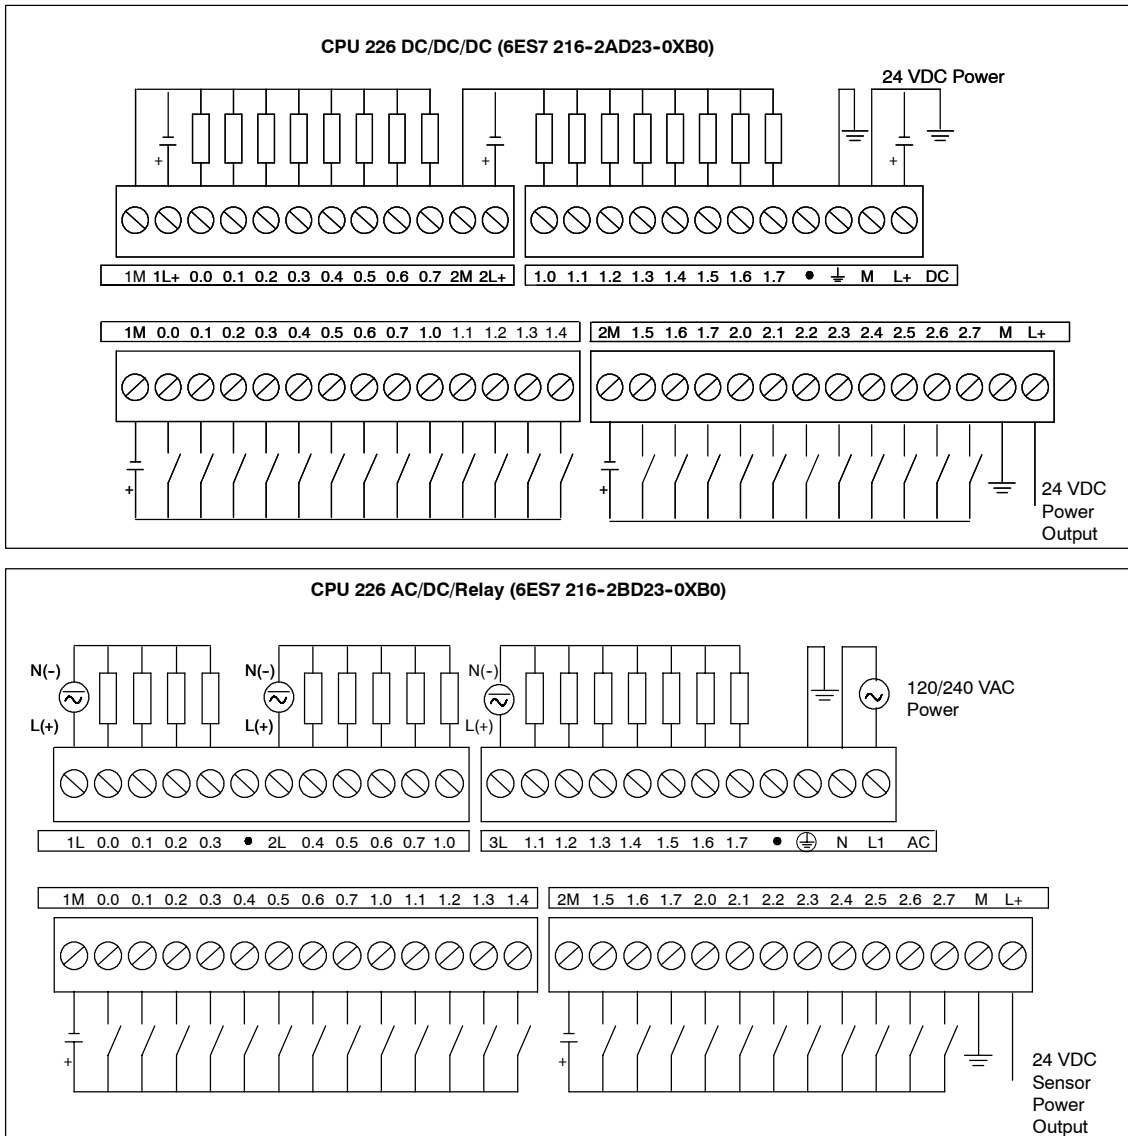 CPU 226 DC/DC/DC (6ES7 216-2AD23-0XB0)
24 VDC Power
+ + +
1M 1L+ 0.0 0.1 0.2 0.3 0.4 0.5 0.6 0.7 2M 2L+ 1.0 1.1 1.2 1.3 1.4 1.5 1.6 1.7 ● ⏚ M L+ DC
1M 0.0 0.1 0.2 0.3 0.4 0.5 0.6 0.7 1.0 1.1 1.2 1.3 1.4 2M 1.5 1.6 1.7 2.0 2.1 2.2 2.3 2.4 2.5 2.6 2.7 M L+
+ +
24 VDC
Power
Output
CPU 226 AC/DC/Relay (6ES7 216-2BD23-0XB0)
N(-) N(-) N(-)
120/240 VAC
Power
L(+) L(+) L(+)
1L 0.0 0.1 0.2 0.3 ● 2L 0.4 0.5 0.6 0.7 1.0 3L 1.1 1.2 1.3 1.4 1.5 1.6 1.7 ● ⏚ N L1 AC
1M 0.0 0.1 0.2 0.3 0.4 0.5 0.6 0.7 1.0 1.1 1.2 1.3 1.4 2M 1.5 1.6 1.7 2.0 2.1 2.2 2.3 2.4 2.5 2.6 2.7 M L+
+ +
24 VDC
Sensor
Power
Output